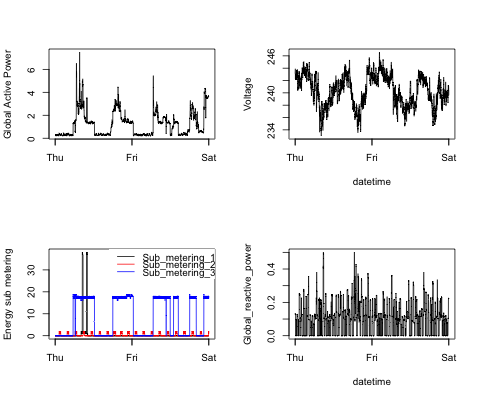 Global Active Power
0 2 4 6
Thu Fri Sat
Voltage
234 240 246
Thu Fri Sat
datetime
Energy sub metering
0 10 20 30
Sub_metering_1
Sub_metering_2
Sub_metering_3
Thu Fri Sat
Global_reactive_power
0.0 0.2 0.4
Thu Fri Sat
datetime